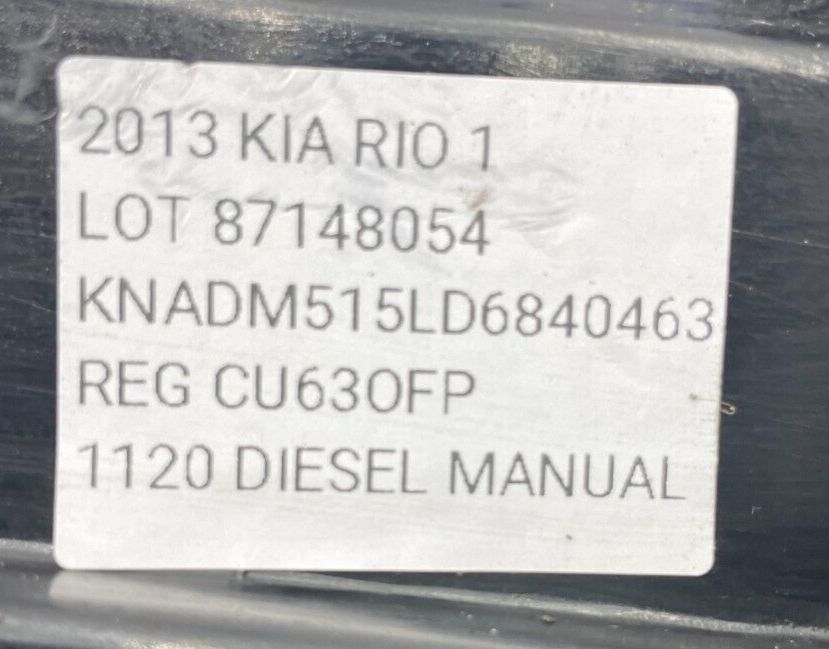 2013 KIA RIO 1
LOT 87148054
KNADM515LD6840463
REG CU63OFP
1120 DIESEL MANUAL